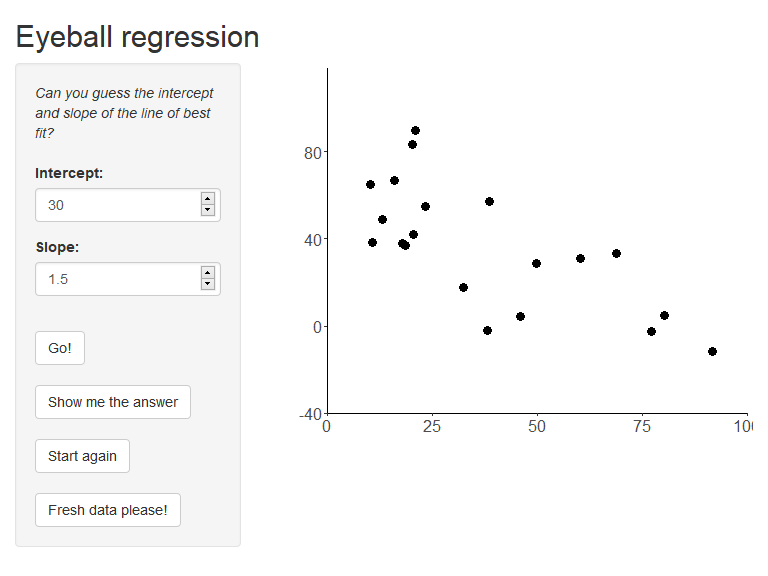 Eyeball regression
Can you guess the intercept
and slope of the line of best
fit?
Intercept:
30
Slope:
1.5
Go!
Show me the answer
Start again
Fresh data please!
80
40
0
-40
0 25 50 75 10